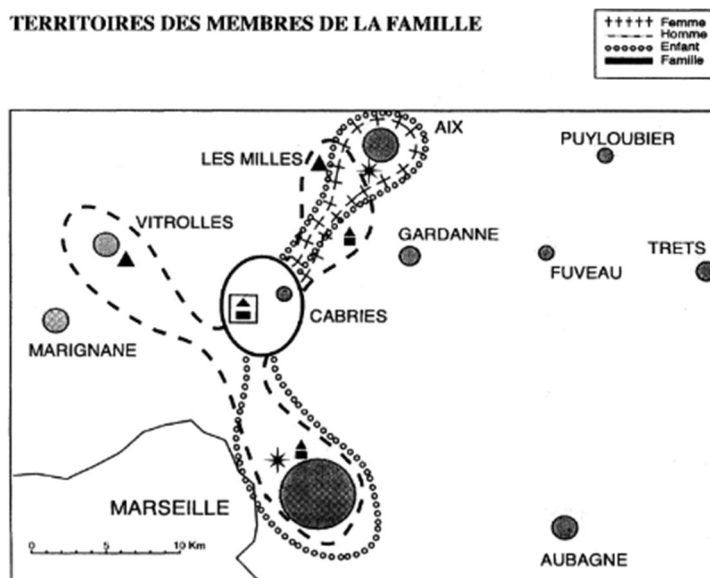 TERRITOIRES DES MEMBRES DE LA FAMILLE
Femme
Homme
Enfant
Famille
AIX
PUYLOUBIER
LES MILLES
VITROLLES
GARDANNE
TRETS
FUVEAU
CABRIES
MARIGNANE
MARSEILLE
0 5 10 Km
AUBAGNE